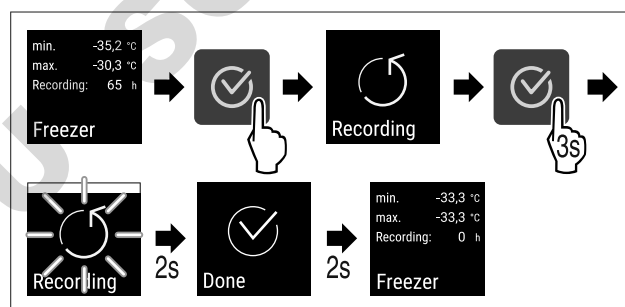 min. -35,2 °C
max. -30,3 °C
Recording: 65 h
Freezer
Recording
3s
Recording
2s
Done
2s
min. -33,3 °C
max. -33,3 °C
Recording: 0 h
Freezer